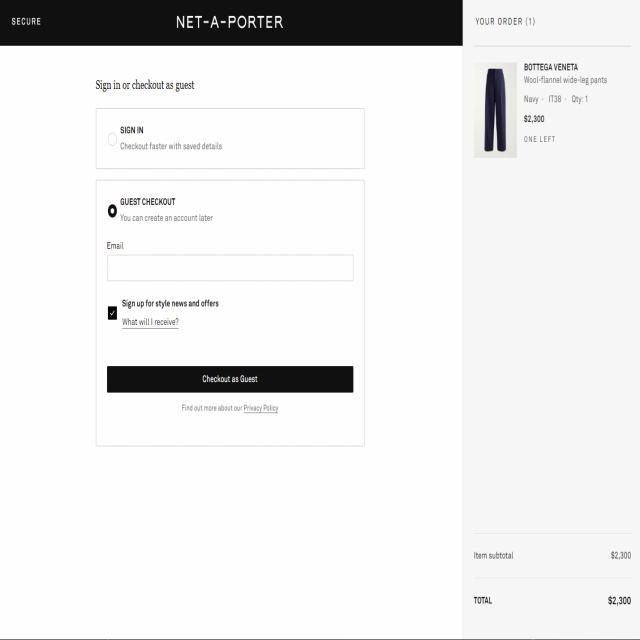 SECURE
NET-A-PORTER
Sign in or checkout as guest
SIGN IN
Checkout faster with saved details
GUEST CHECKOUT
You can create an account later
Email
Sign up for style news and offers
What will I receive?
Checkout as Guest
Find out more about our Privacy Policy
YOUR ORDER (1)
BOTTEGA VENETA
Wool-flannel wide-leg pants
Navy · IT38 · Qty: 1
$2,300
ONE LEFT
Item subtotal $2,300
TOTAL $2,300